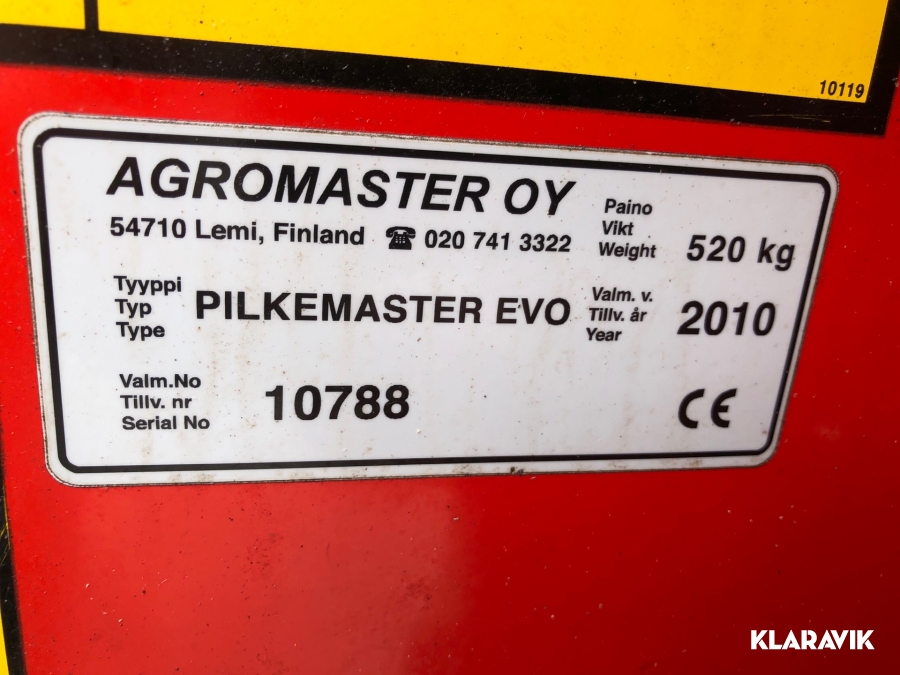 10119
AGROMASTER OY
54710 Lemi, Finland ☎ 020 741 3322
Paino
Vikt
Weight 520 kg
Tyyppi
Typ
Type
PILKEMASTER EVO
Valm. v.
Tillv. år
Year
2010
Valm.No
Tillv. nr
Serial No
10788
CE
KLARAVIK